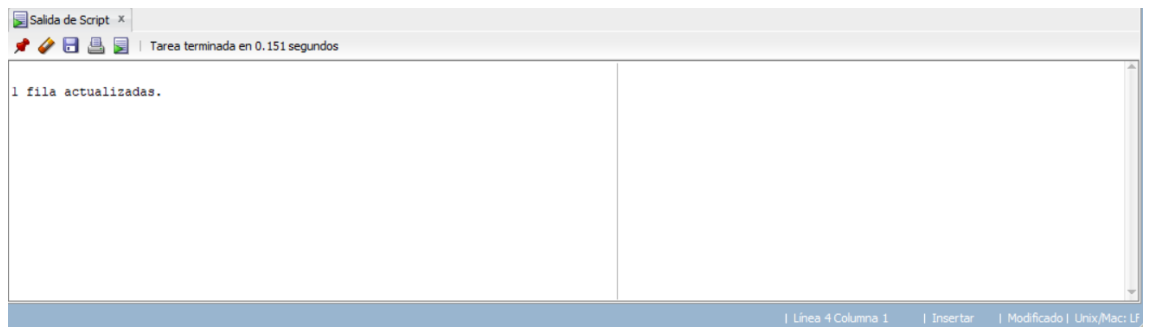 Salida de Script x
Tarea terminada en 0.151 segundos
1 fila actualizadas.
| Línea 4 Columna 1 | Insertar | Modificado | Unix/Mac: LF